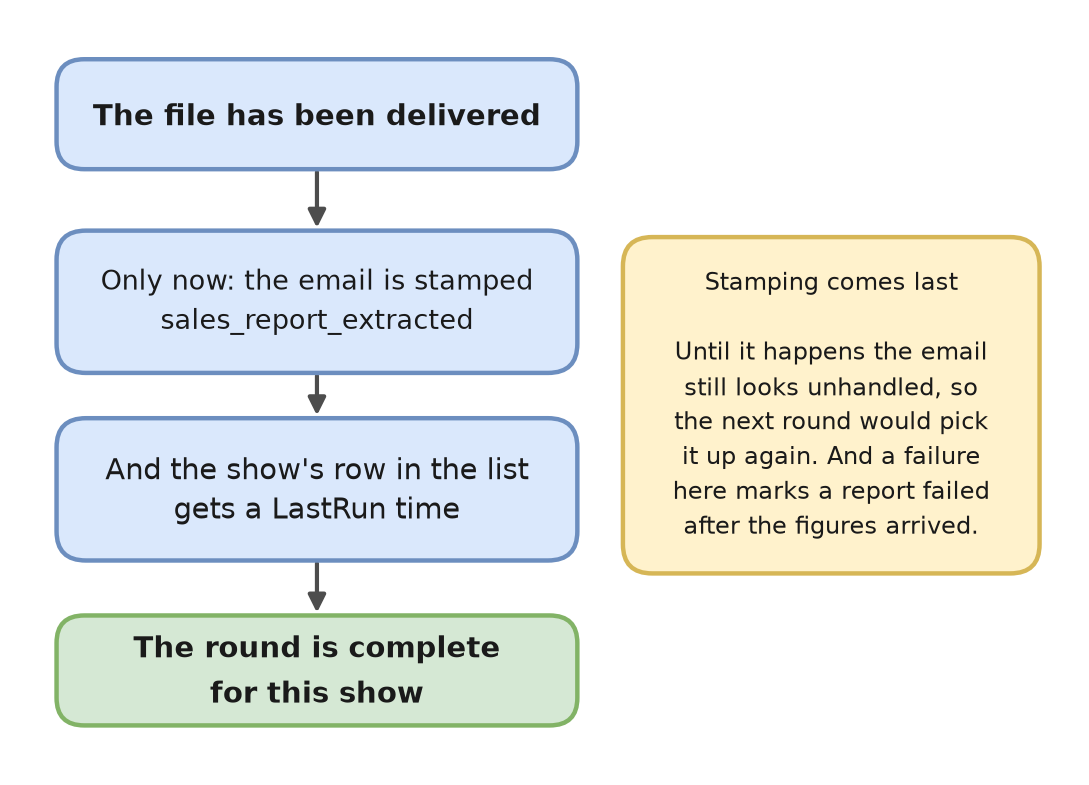 The file has been delivered
Only now: the email is stamped
sales_report_extracted
And the show's row in the list
gets a LastRun time
The round is complete
for this show
Stamping comes last
Until it happens the email
still looks unhandled, so
the next round would pick
it up again. And a failure
here marks a report failed
after the figures arrived.